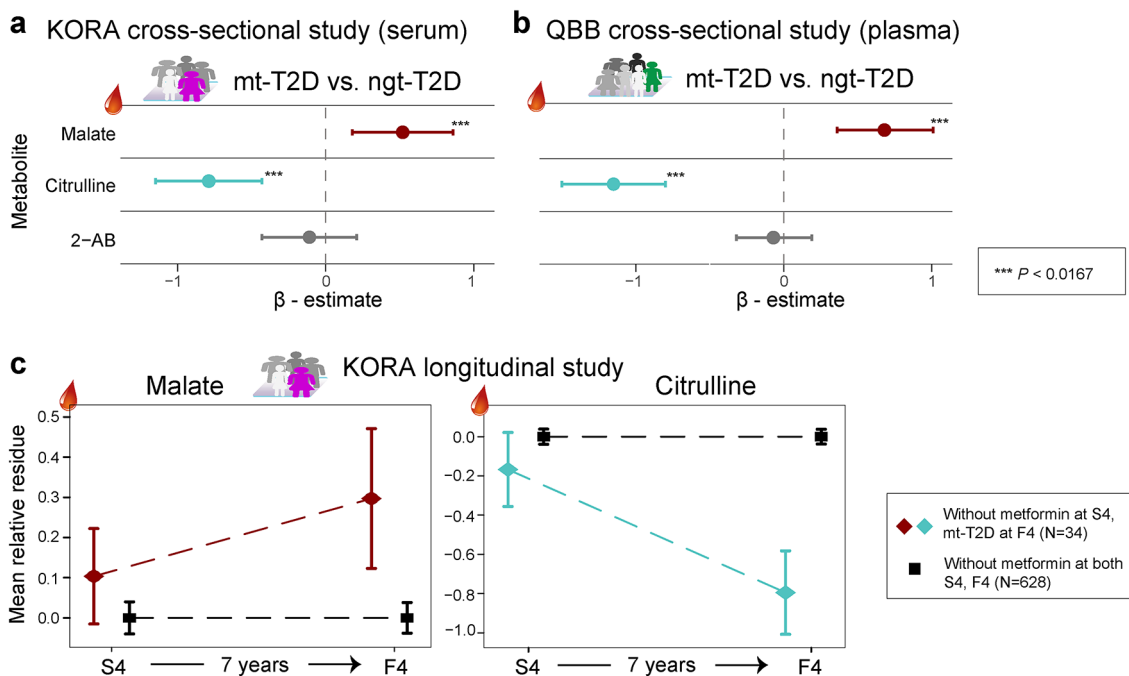 a KORA cross-sectional study (serum)
mt-T2D vs. ngt-T2D
Metabolite
Malate
***
Citrulline
***
2−AB
−1
0
1
β - estimate
b QBB cross-sectional study (plasma)
mt-T2D vs. ngt-T2D
***
***
−1
0
1
β - estimate
*** P < 0.0167
c KORA longitudinal study
Malate
Mean relative residue
0.5
0.4
0.3
0.2
0.1
0.0
S4 7 years F4
Citrulline
0.0
−0.2
−0.4
−0.6
−0.8
−1.0
S4 7 years F4
Without metformin at S4,
mt-T2D at F4 (N=34)
Without metformin at both
S4, F4 (N=628)